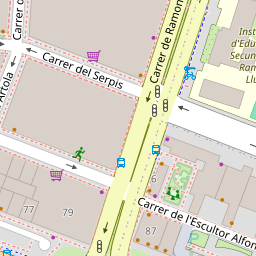 Carrer de Ramon
Inst
d'Edu
Secun
Ram
Llu
Carrer del Serpis
Artola
6
77
79
87
Carrer de l'Escultor Alfon